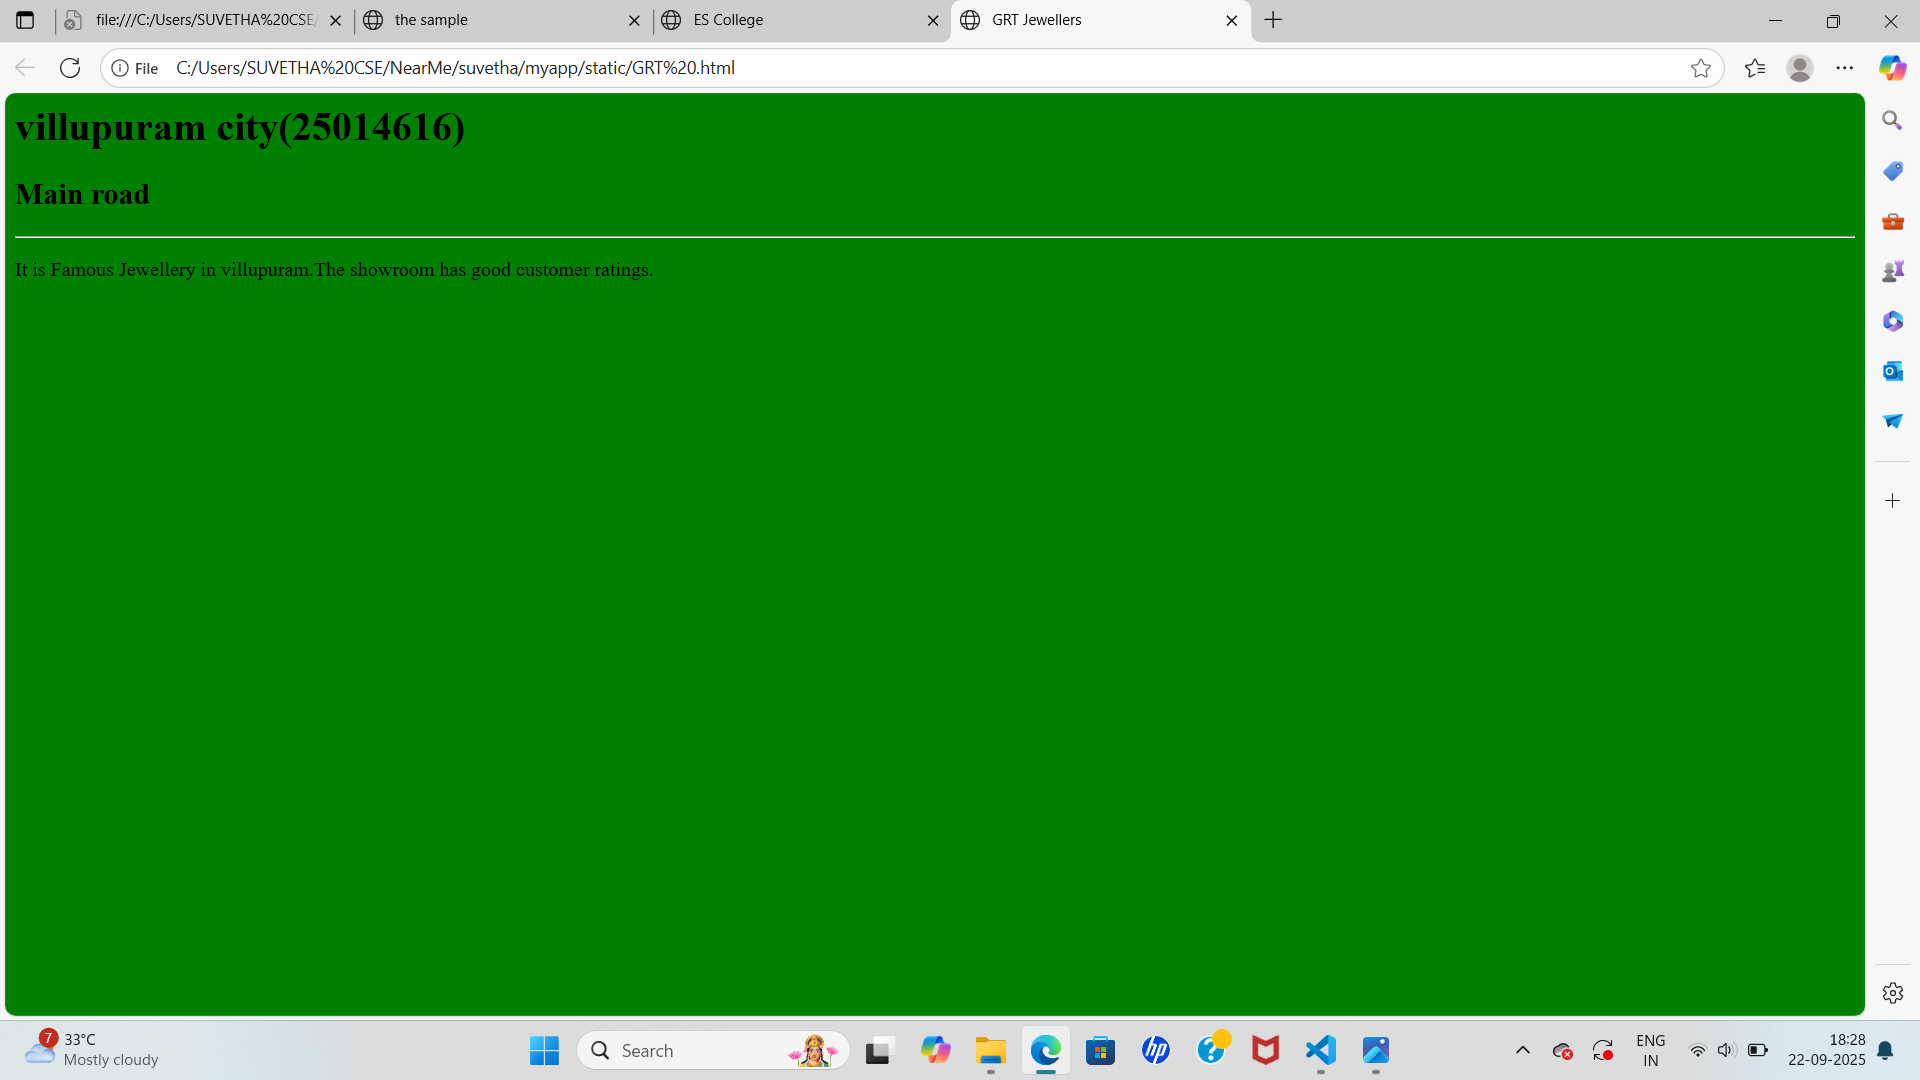 file:///C:/Users/SUVETHA%20CSE/
the sample
ES College
GRT Jewellers
File
C:/Users/SUVETHA%20CSE/NearMe/suvetha/myapp/static/GRT%20.html
villupuram city(25014616)
Main road
It is Famous Jewellery in villupuram.The showroom has good customer ratings.
7
33°C
Mostly cloudy
Search
hp
ENG
IN
18:28
22-09-2025